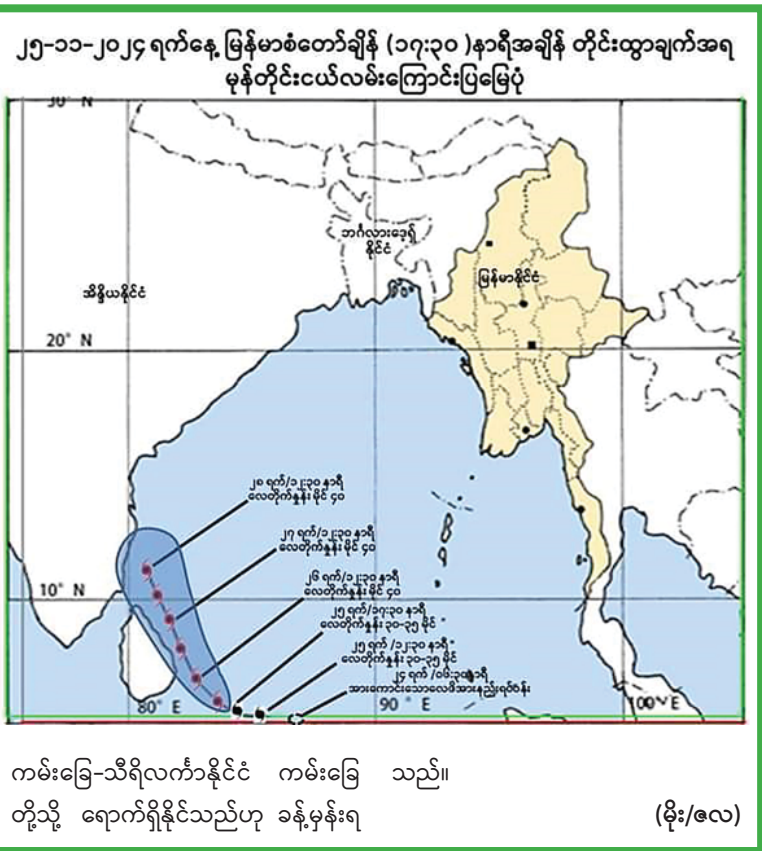 ၂၅-၁၁-၂၀၂၄ ရက်နေ့ မြန်မာစံတော်ချိန် (၁၇:၃၀ )နာရီအချိန် တိုင်းထွာချက်အရ
မုန်တိုင်းငယ်လမ်းကြောင်းပြမြေပုံ
30° N
ဘင်္ဂလားဒေ့ရှ်
နိုင်ငံ
မြန်မာနိုင်ငံ
အိန္ဒိယနိုင်ငံ
20° N
၂၈ ရက်/၁၂:၃၀ နာရီ
လေတိုက်နှုန်း မိုင် ၄၀
၂၇ ရက်/၁၂:၃၀ နာရီ
လေတိုက်နှုန်း မိုင် ၄၀
၂၆ ရက်/၁၂:၃၀ နာရီ
လေတိုက်နှုန်း မိုင် ၄၀
10° N
၂၅ ရက်/၁၇:၃၀ နာရီ
လေတိုက်နှုန်း ၃၀-၃၅ မိုင်
၂၅ ရက် /၁၂:၃၀ နာရီ
လေတိုက်နှုန်း ၃၀-၃၅ မိုင်
၂၄ ရက် /၀၆:၃၀နာရီ
အားကောင်းသောလေဖိအားနည်းရပ်ဝန်း
80° E
90° E
100° E
ကမ်းခြေ-သီရိလင်္ကာနိုင်ငံ ကမ်းခြေ သည်။
တို့သို့ ရောက်ရှိနိုင်သည်ဟု ခန့်မှန်းရ (မိုး/ဇလ)